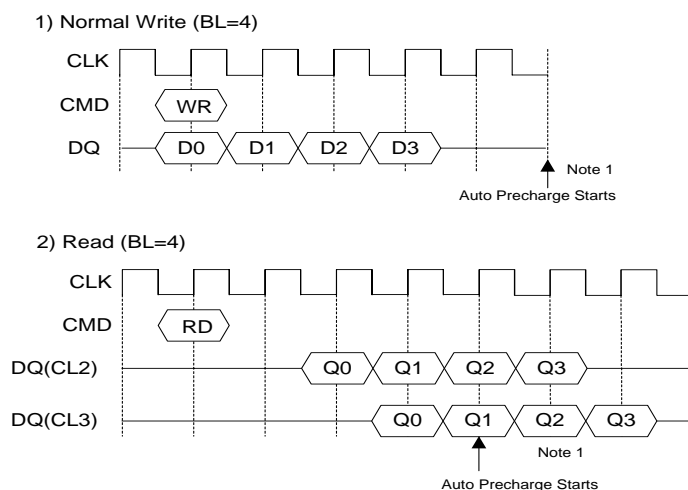 1) Normal Write (BL=4)
CLK
CMD WR
DQ D0 D1 D2 D3
Note 1
Auto Precharge Starts
2) Read (BL=4)
CLK
CMD RD
DQ(CL2) Q0 Q1 Q2 Q3
DQ(CL3) Q0 Q1 Q2 Q3
Note 1
Auto Precharge Starts